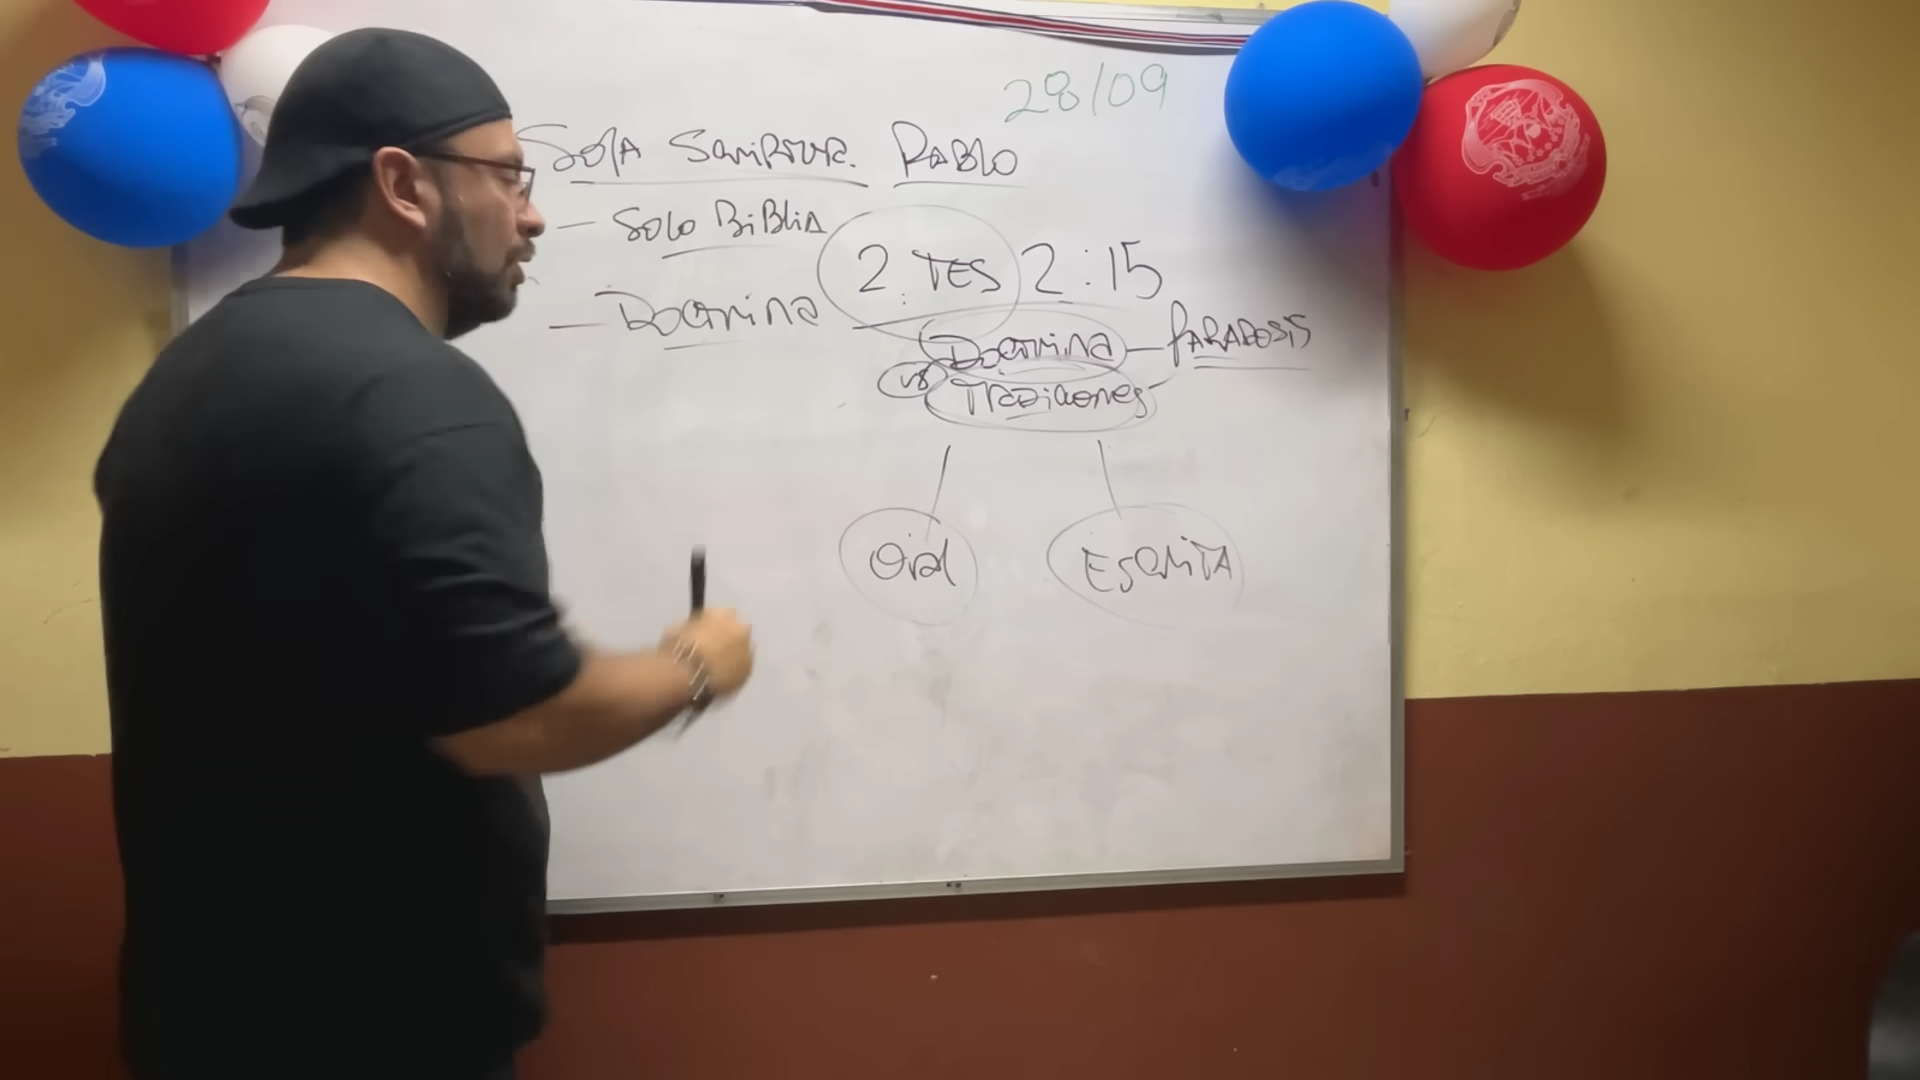 28/09
Sola Scriptura. Pablo
- Solo Biblia
2. TES 2:15
- Doctrina
Doctrina - PARADOSIS
vs Tradiciones
Oral ESCRITA